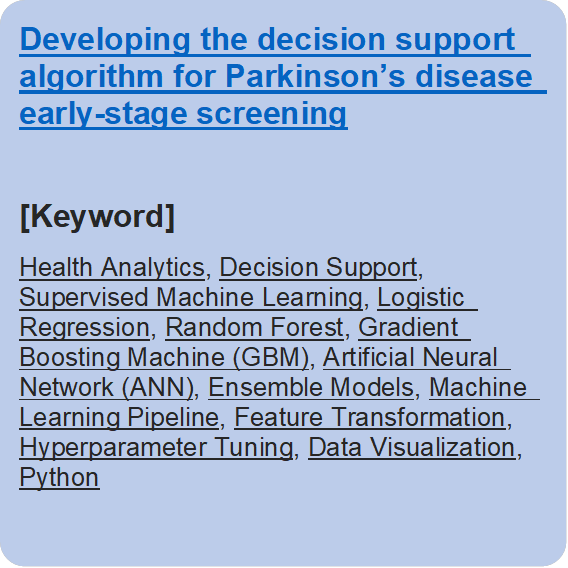 Developing the decision support
algorithm for Parkinson’s disease
early-stage screening
[Keyword]
Health Analytics, Decision Support,
Supervised Machine Learning, Logistic
Regression, Random Forest, Gradient
Boosting Machine (GBM), Artificial Neural
Network (ANN), Ensemble Models, Machine
Learning Pipeline, Feature Transformation,
Hyperparameter Tuning, Data Visualization,
Python